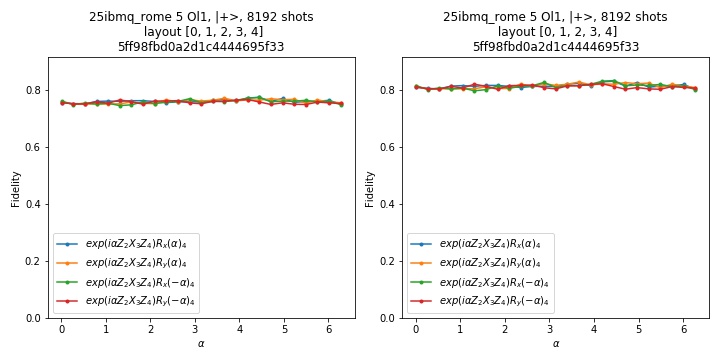 25ibmq_rome 5 Ol1, |+>, 8192 shots
layout [0, 1, 2, 3, 4]
5ff98fbd0a2d1c4444695f33
Fidelity
0.8
0.6
0.4
0.2
0.0
exp(iαZ₂X₃Z₄)Rₓ(α)₄
exp(iαZ₂X₃Z₄)Rᵧ(α)₄
exp(iαZ₂X₃Z₄)Rₓ(−α)₄
exp(iαZ₂X₃Z₄)Rᵧ(−α)₄
0 1 2 3 4 5 6
α
25ibmq_rome 5 Ol1, |+>, 8192 shots
layout [0, 1, 2, 3, 4]
5ff98fbd0a2d1c4444695f33
Fidelity
0.8
0.6
0.4
0.2
0.0
exp(iαZ₂X₃Z₄)Rₓ(α)₄
exp(iαZ₂X₃Z₄)Rᵧ(α)₄
exp(iαZ₂X₃Z₄)Rₓ(−α)₄
exp(iαZ₂X₃Z₄)Rᵧ(−α)₄
0 1 2 3 4 5 6
α